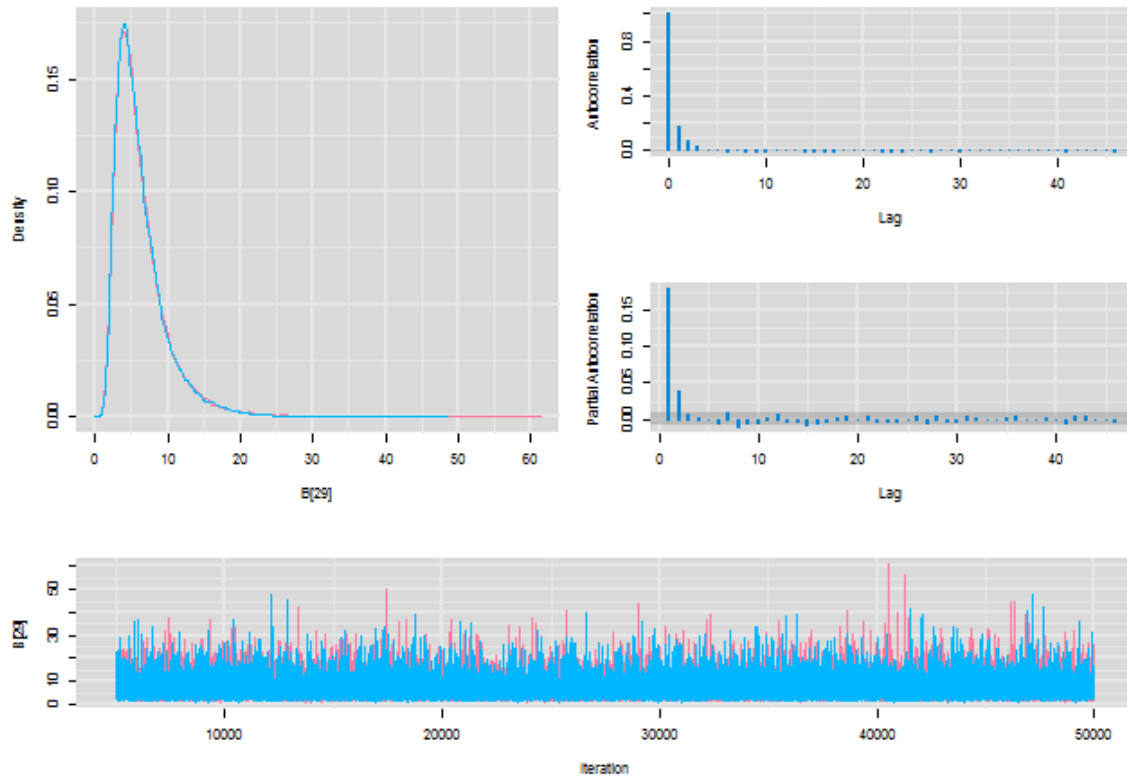 0.00 0.05 0.10 0.15
Density
0 10 20 30 40 50 60
B[29]
0.0 0.4 0.8
Autocorrelation
0 10 20 30 40
Lag
0.00 0.05 0.10 0.15
Partial Autocorrelation
0 10 20 30 40
Lag
0 10 30 50
B[29]
10000 20000 30000 40000 50000
Iteration